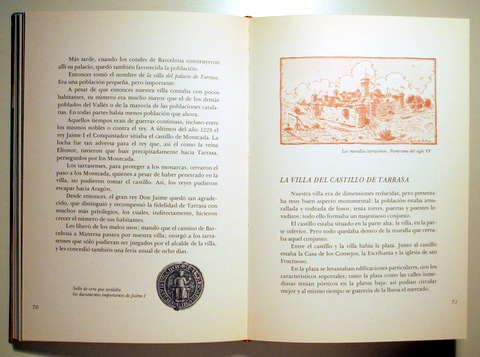 Más tarde, cuando los condes de Barcelona construyeron
allí su palacio, quedó también favorecida la población.
Entonces tomó el nombre de la villa del palacio de Tarrasa.
Era una población pequeña, pero importante.
A pesar de que entonces nuestra villa contaba con pocos
habitantes, su número era mucho mayor que el de los demás
poblados del Vallés o de la mayoría de las poblaciones catala-
nas. En todas partes había menos población que ahora.
Aquellos tiempos eran de guerras continuas, incluso entre
los mismos nobles o contra el rey. A últimos del año 1223 el
rey Jaime I el Conquistador sitiaba el castillo de Montcada. La
lucha fue tan adversa para el rey que, así él como la reina
Elionor, tuvieron que huir precipitadamente hacia Tarrasa,
perseguidos por los Montcada.
Los tarrasenses, para proteger a los monarcas, cerraron el
paso a los Montcada, quienes a pesar de haber penetrado en la
villa, no pudieron tomar el castillo. Así, los reyes pudieron
escapar hacia Aragón.
Desde entonces, el gran rey Don Jaime quedó tan agrade-
cido, que distinguió y recompensó la fidelidad de Tarrasa con
muchos más privilegios, los cuales, indirectamente, hicieron
crecer el número de sus habitantes.
Les liberó de los malos usos; mandó que el camino de Bar-
celona a Manresa pasara por nuestra villa; otorgó a los tarra-
senses que sólo pudieran ser juzgados por el alcalde de la villa,
y les concedió también una feria anual de ocho días.
Sello de cera que avalaba
los documentos importantes de Jaime I
70
Las murallas tarrasenses. Panorama del siglo XV
LA VILLA DEL CASTILLO DE TARRASA
Nuestra villa era de dimensiones reducidas, pero presenta-
ba muy buen aspecto monumental: la población estaba amu-
rallada y rodeada de fosos; tenía torres, puertas y puentes le-
vadizos; todo ello formaba un majestuoso conjunto.
El castillo estaba situado en la parte alta; la villa, en la par-
te inferior. Pero todo quedaba dentro de la muralla que cerra-
ba aquel conjunto.
Entre el castillo y la villa había la plaza. Junto al castillo
estaba la Casa de los Consejos, la Escribanía y la iglesia de san
Fructuoso.
En la plaza se levantaban edificaciones particulares, con los
característicos soportales; tanto la plaza como las calles inme-
diatas tenían pórticos en la planta baja; así podían circular
mejor y al mismo tiempo se guarecía de la lluvia el mercado.
71